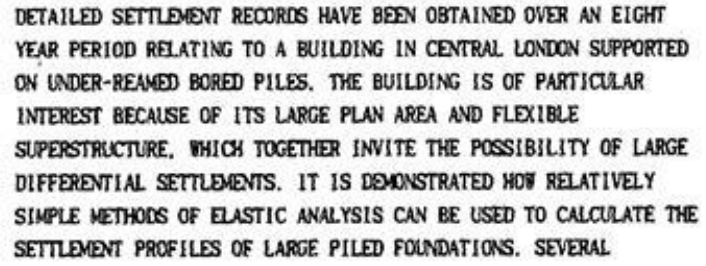 DETAILED SETTLEMENT RECORDS HAVE BEEN OBTAINED OVER AN EIGHT
YEAR PERIOD RELATING TO A BUILDING IN CENTRAL LONDON SUPPORTED
ON UNDER-REAMED BORED PILES. THE BUILDING IS OF PARTICULAR
INTEREST BECAUSE OF ITS LARGE PLAN AREA AND FLEXIBLE
SUPERSTRUCTURE, WHICH TOGETHER INVITE THE POSSIBILITY OF LARGE
DIFFERENTIAL SETTLEMENTS. IT IS DEMONSTRATED HOW RELATIVELY
SIMPLE METHODS OF ELASTIC ANALYSIS CAN BE USED TO CALCULATE THE
SETTLEMENT PROFILES OF LARGE PILED FOUNDATIONS. SEVERAL